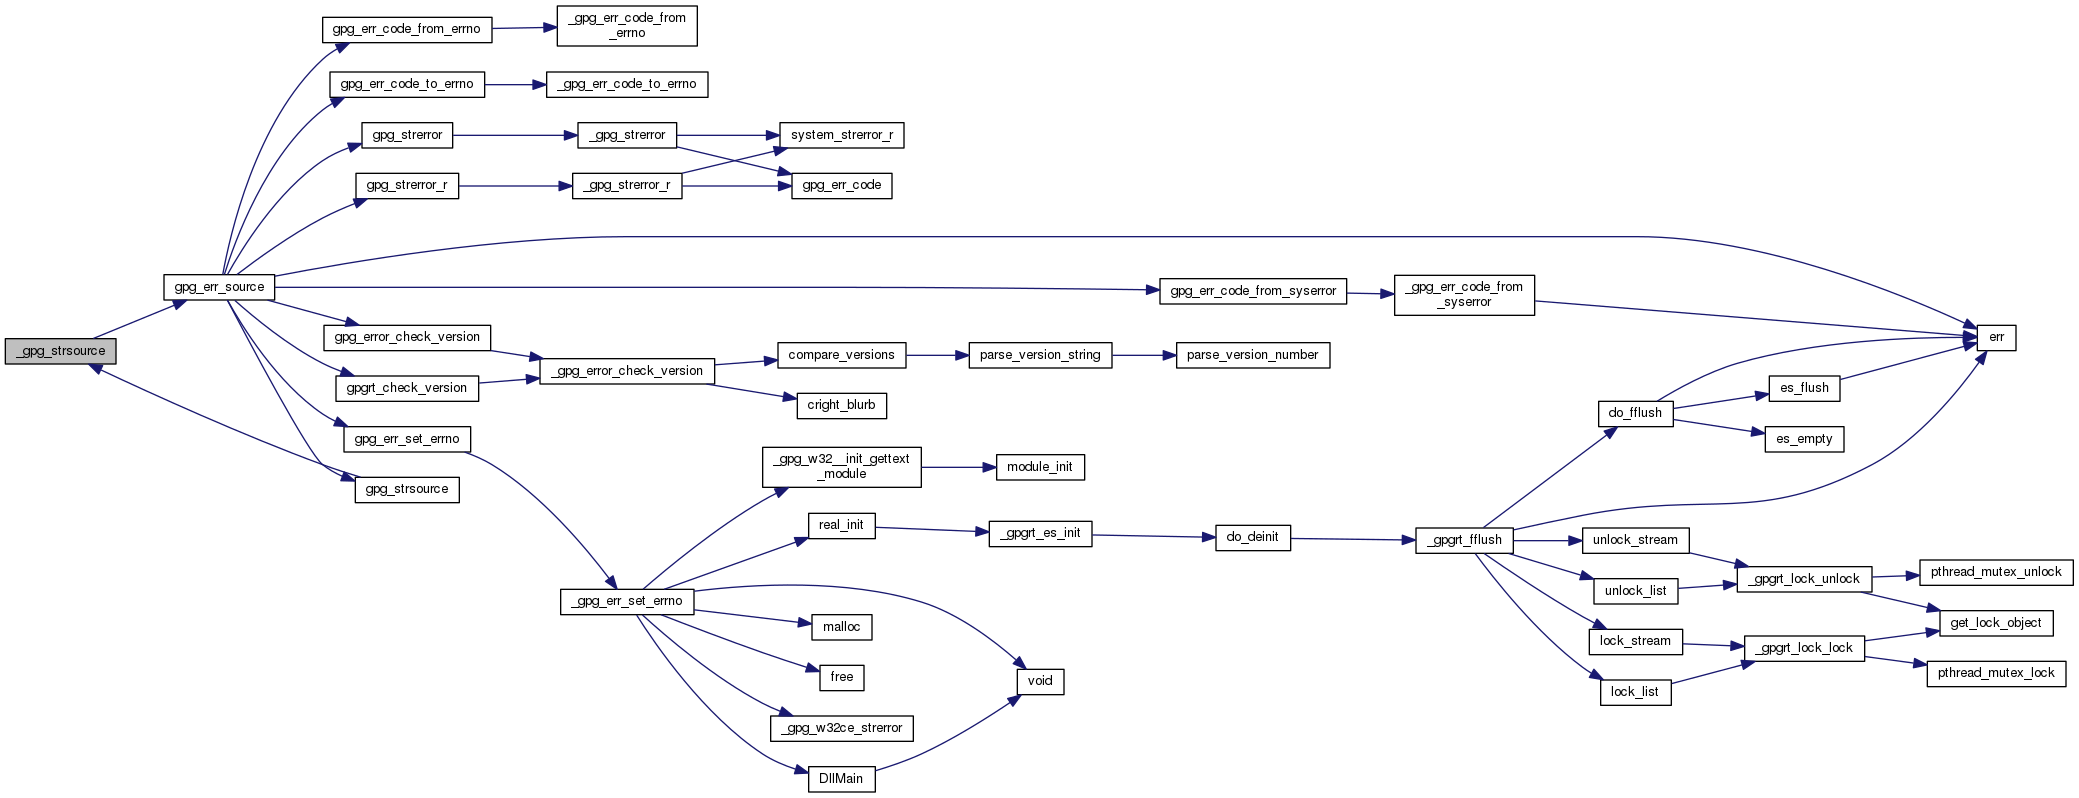 _gpg_err_code_from
_errno
gpg_err_code_from_errno
gpg_err_code_to_errno
_gpg_err_code_to_errno
gpg_strerror
_gpg_strerror
system_strerror_r
gpg_strerror_r
_gpg_strerror_r
gpg_err_code
gpg_err_source
gpg_err_code_from_syserror
_gpg_err_code_from
_syserror
err
_gpg_strsource
gpg_error_check_version
gpgrt_check_version
_gpg_error_check_version
compare_versions
parse_version_string
parse_version_number
cright_blurb
gpg_err_set_errno
gpg_strsource
do_fflush
es_flush
es_empty
_gpg_w32__init_gettext
_module
module_init
real_init
_gpgrt_es_init
do_deinit
_gpgrt_fflush
unlock_stream
unlock_list
_gpgrt_lock_unlock
pthread_mutex_unlock
get_lock_object
lock_stream
_gpgrt_lock_lock
pthread_mutex_lock
lock_list
_gpg_err_set_errno
malloc
free
void
_gpg_w32ce_strerror
DllMain